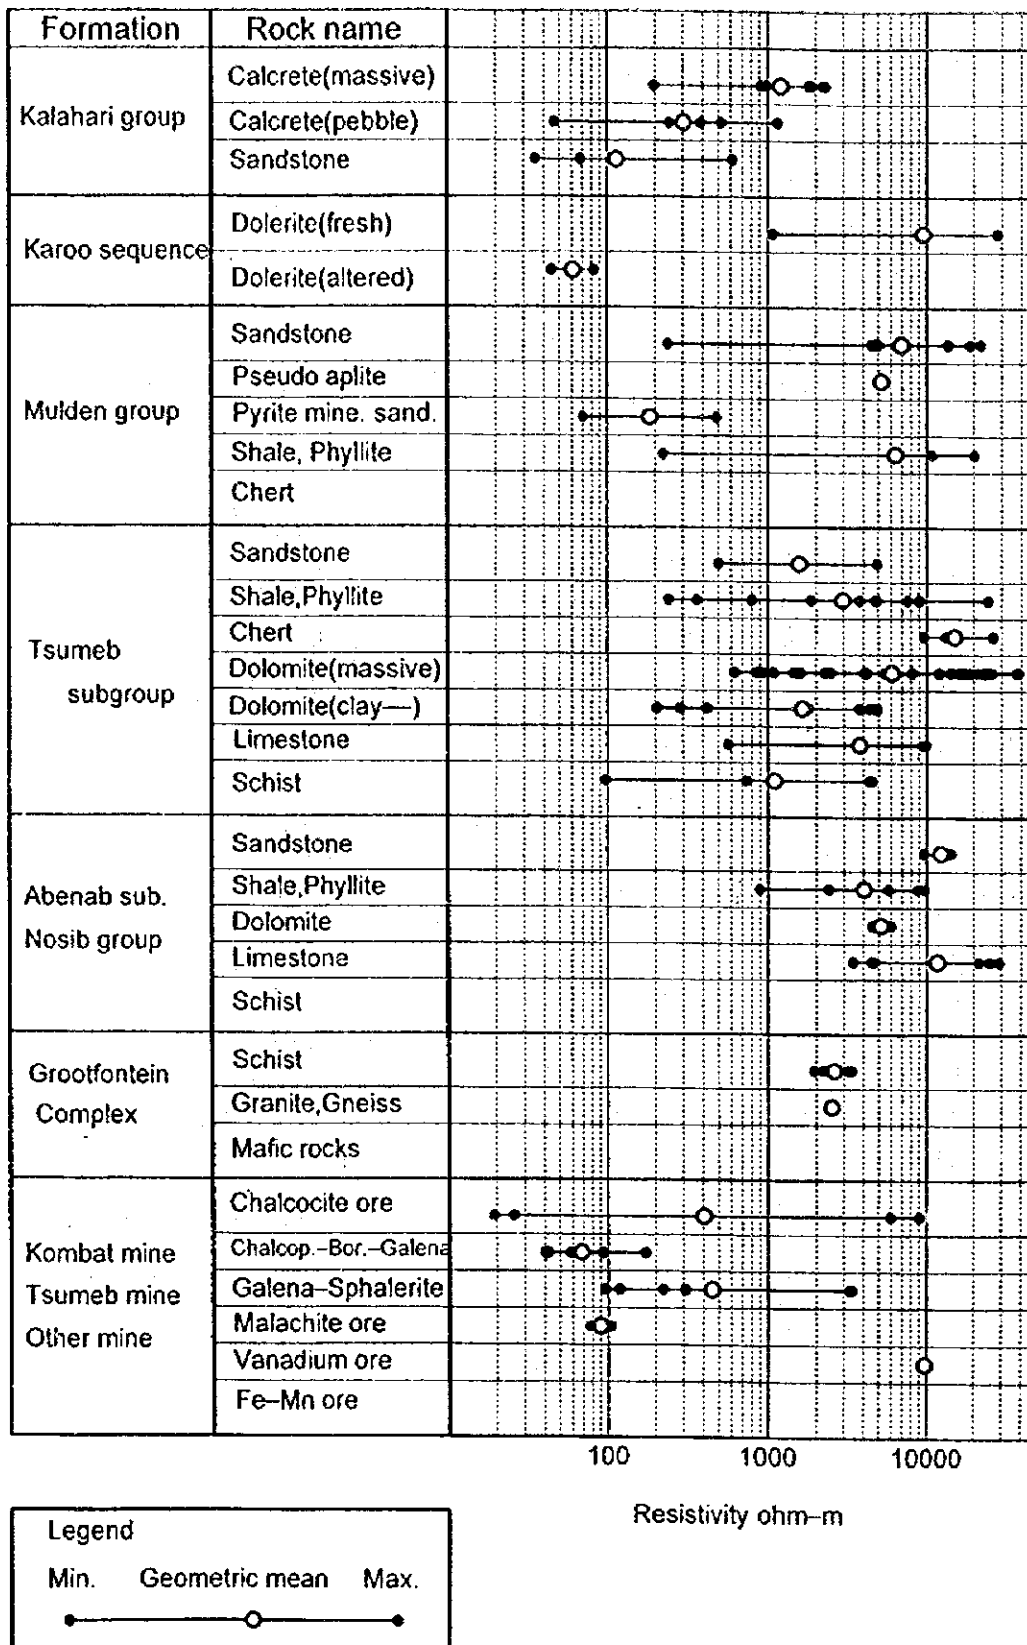 Formation Rock name
Kalahari group
Calcrete(massive)
Calcrete(pebble)
Sandstone
Karoo sequence
Dolerite(fresh)
Dolerite(altered)
Mulden group
Sandstone
Pseudo aplite
Pyrite mine. sand.
Shale, Phyllite
Chert
Tsumeb
subgroup
Sandstone
Shale,Phyllite
Chert
Dolomite(massive)
Dolomite(clay—)
Limestone
Schist
Abenab sub.
Nosib group
Sandstone
Shale,Phyllite
Dolomite
Limestone
Schist
Grootfontein
Complex
Schist
Granite,Gneiss
Mafic rocks
Kombat mine
Tsumeb mine
Other mine
Chalcocite ore
Chalcop.–Bor.–Galena
Galena–Sphalerite
Malachite ore
Vanadium ore
Fe–Mn ore
100 1000 10000
Resistivity ohm–m
Legend
Min. Geometric mean Max.